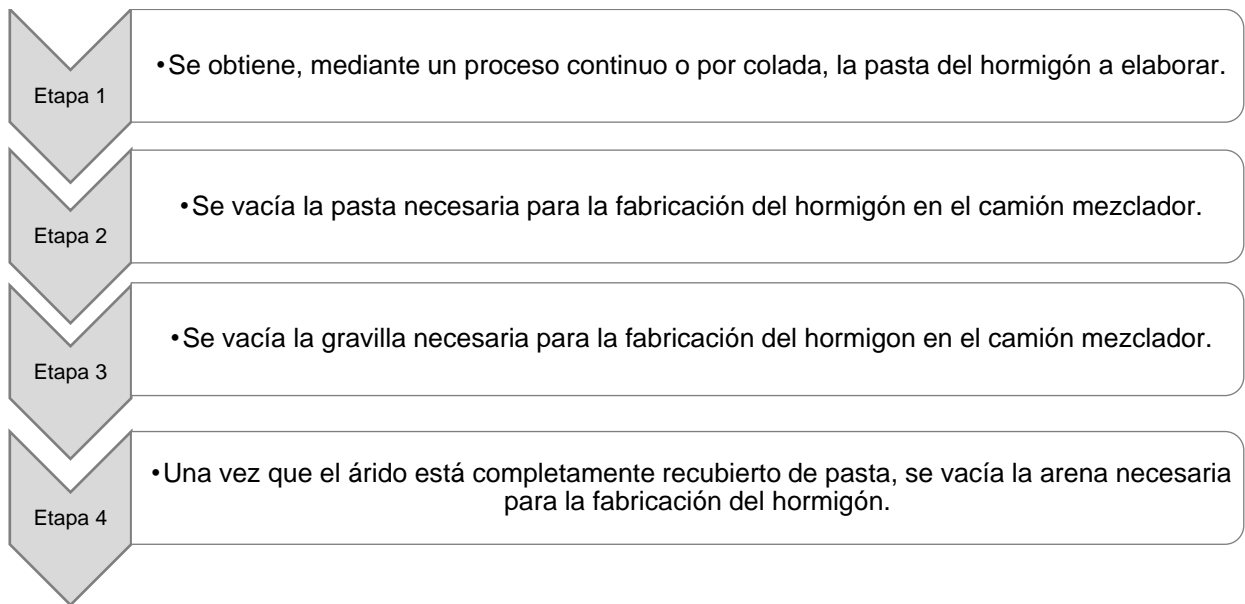 Etapa 1
•Se obtiene, mediante un proceso continuo o por colada, la pasta del hormigón a elaborar.
Etapa 2
•Se vacía la pasta necesaria para la fabricación del hormigón en el camión mezclador.
Etapa 3
•Se vacía la gravilla necesaria para la fabricación del hormigon en el camión mezclador.
Etapa 4
•Una vez que el árido está completamente recubierto de pasta, se vacía la arena necesaria
para la fabricación del hormigón.